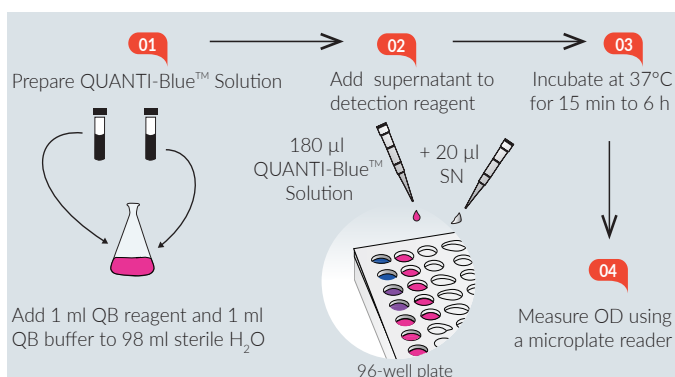 01
Prepare QUANTI-Blue™ Solution
Add 1 ml QB reagent and 1 ml
QB buffer to 98 ml sterile H₂O
02
Add supernatant to
detection reagent
180 µl
QUANTI-Blue™
Solution
+ 20 µl
SN
96-well plate
03
Incubate at 37°C
for 15 min to 6 h
04
Measure OD using
a microplate reader